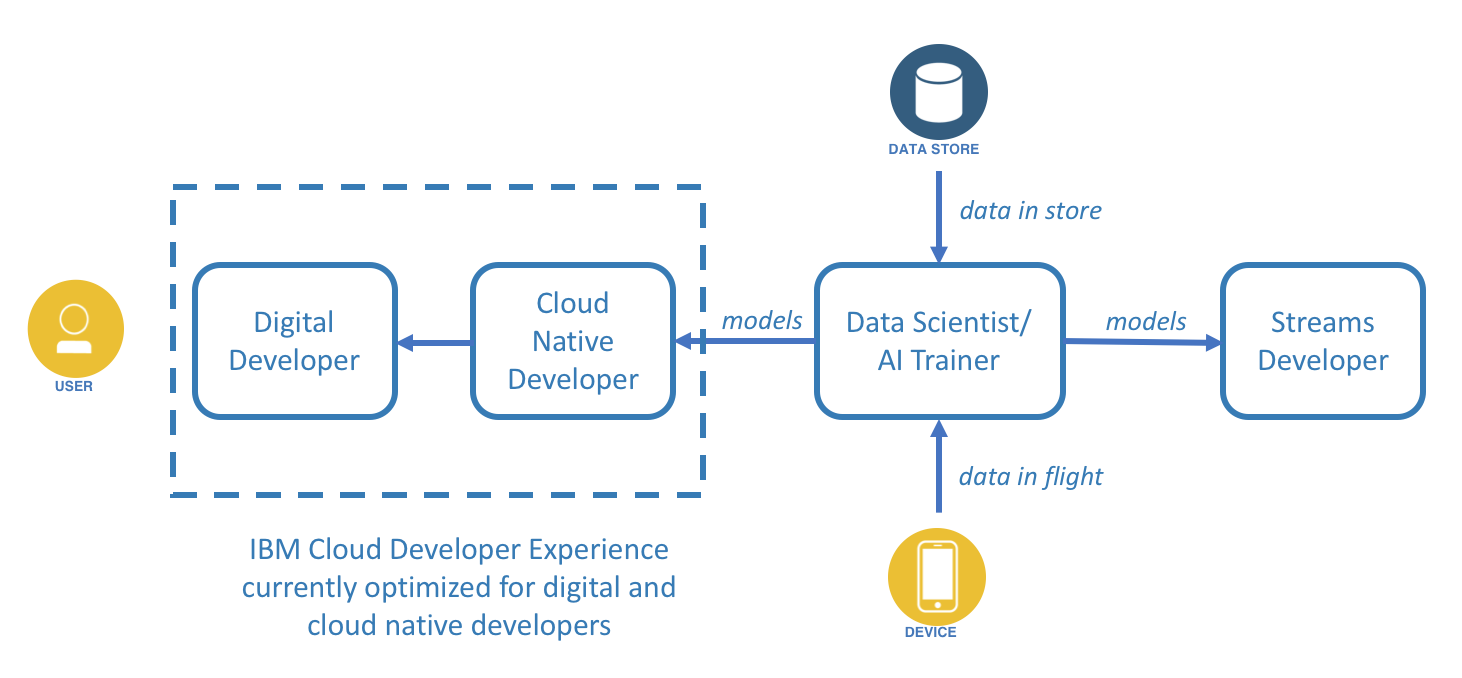 DATA STORE
data in store
USER
Digital
Developer
Cloud
Native
Developer
models
Data Scientist/
AI Trainer
models
Streams
Developer
data in flight
DEVICE
IBM Cloud Developer Experience
currently optimized for digital and
cloud native developers